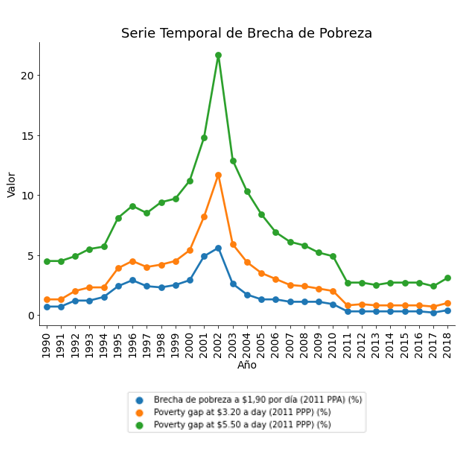 Serie Temporal de Brecha de Pobreza
20
15
10
5
0
Valor
1990 1991 1992 1993 1994 1995 1996 1997 1998 1999 2000 2001 2002 2003 2004 2005 2006 2007 2008 2009 2010 2011 2012 2013 2014 2015 2016 2017 2018
Año
Brecha de pobreza a $1,90 por día (2011 PPA) (%)
Poverty gap at $3.20 a day (2011 PPP) (%)
Poverty gap at $5.50 a day (2011 PPP) (%)